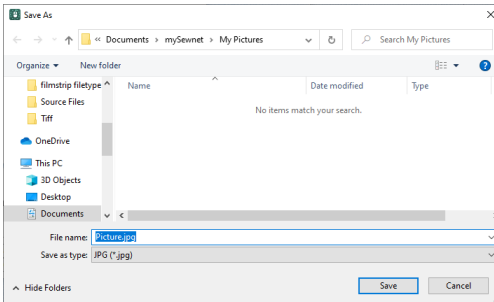 Save As
« Documents › mySewnet › My Pictures
Search My Pictures
Organize
New folder
filmstrip filetype
Source Files
Tiff
OneDrive
This PC
3D Objects
Desktop
Documents
Name
Date modified
Type
No items match your search.
File name: Picture.jpg
Save as type: JPG (*.jpg)
Hide Folders
Save
Cancel